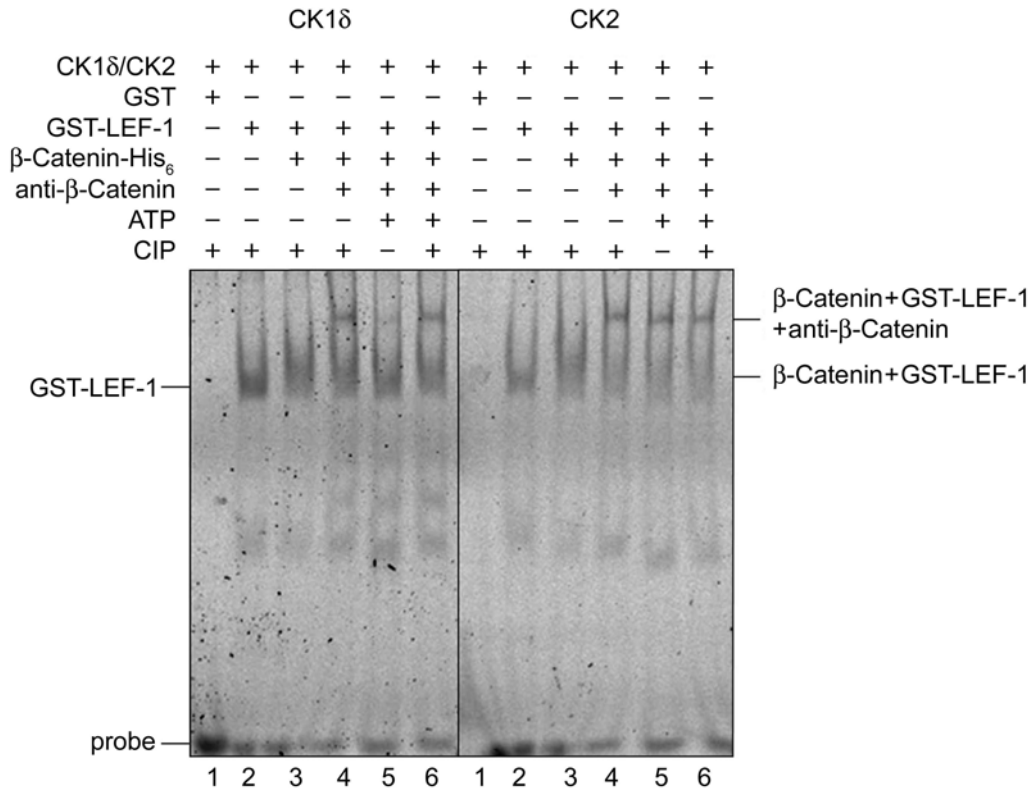 CK1δ CK2
CK1δ/CK2 + + + + + + + + + + + +
GST + – – – – – + – – – – –
GST-LEF-1 – + + + + + – + + + + +
β-Catenin-His₆ – – + + + + – – + + + +
anti-β-Catenin – – – + + + – – – + + +
ATP – – – – + + – – – – + +
CIP + + + + – + + + + + – +
β-Catenin+GST-LEF-1
+anti-β-Catenin
GST-LEF-1 β-Catenin+GST-LEF-1
probe
1 2 3 4 5 6 1 2 3 4 5 6